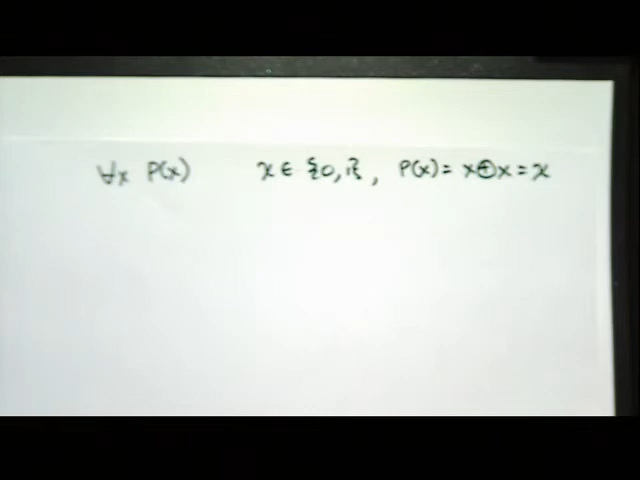 ∀x P(x) x ∈ {0,1}, P(x) = x⊕x = x